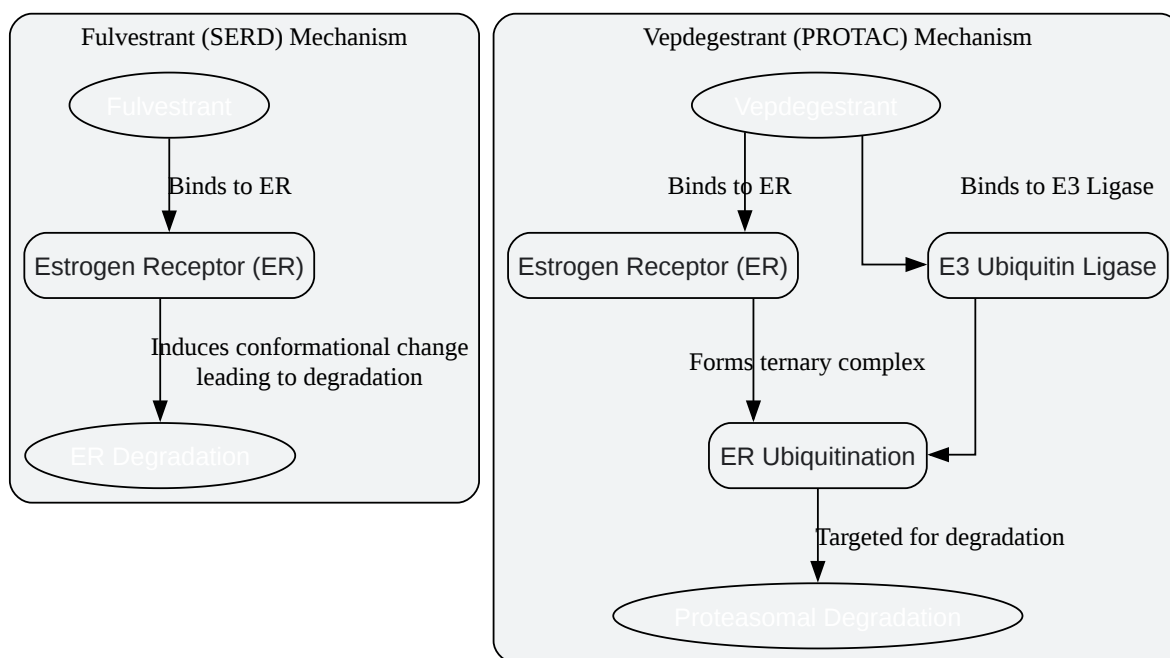 Fulvestrant (SERD) Mechanism
Fulvestrant
Binds to ER
Estrogen Receptor (ER)
Induces conformational change
leading to degradation
ER Degradation
Vepdegestrant (PROTAC) Mechanism
Vepdegestrant
Binds to ER
Binds to E3 Ligase
Estrogen Receptor (ER)
E3 Ubiquitin Ligase
Forms ternary complex
ER Ubiquitination
Targeted for degradation
Proteasomal Degradation